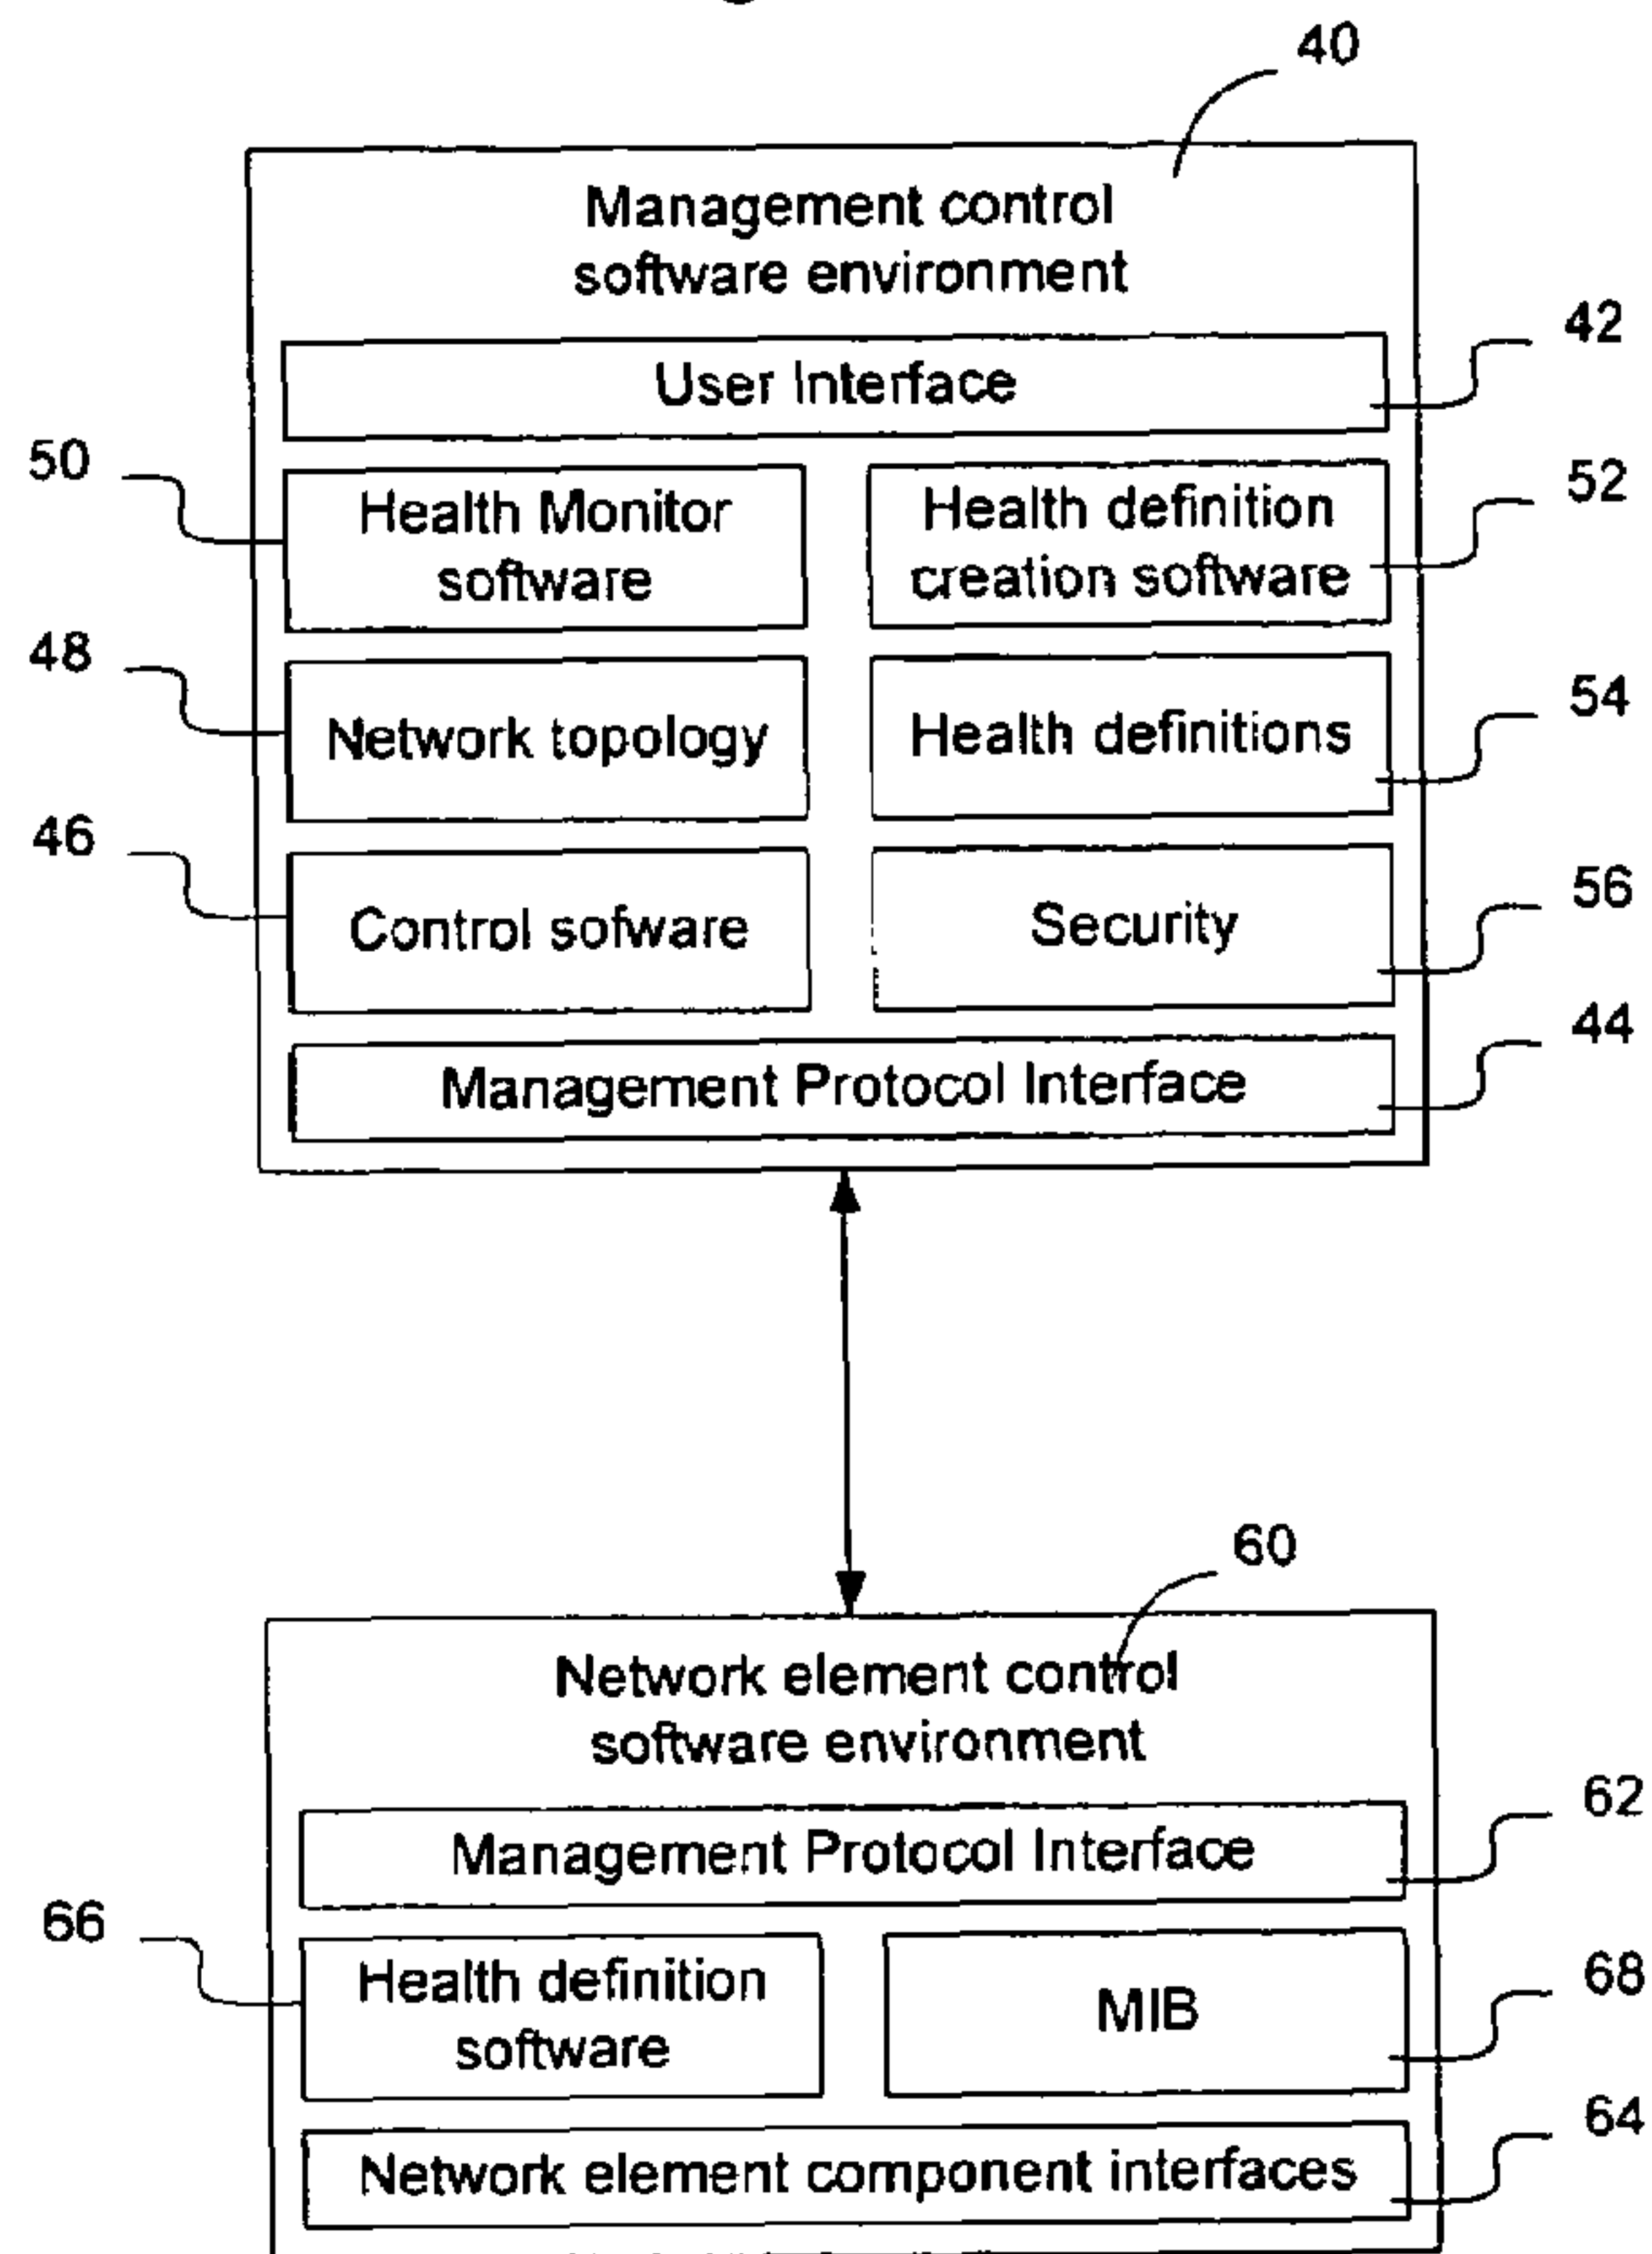 40
Management control
software environment
42
User Interface
50
Health Monitor
software
52
Health definition
creation software
48
Network topology
54
Health definitions
46
Control sofware
56
Security
44
Management Protocol Interface
60
Network element control
software environment
62
Management Protocol Interface
66
Health definition
software
68
MIB
64
Network element component interfaces